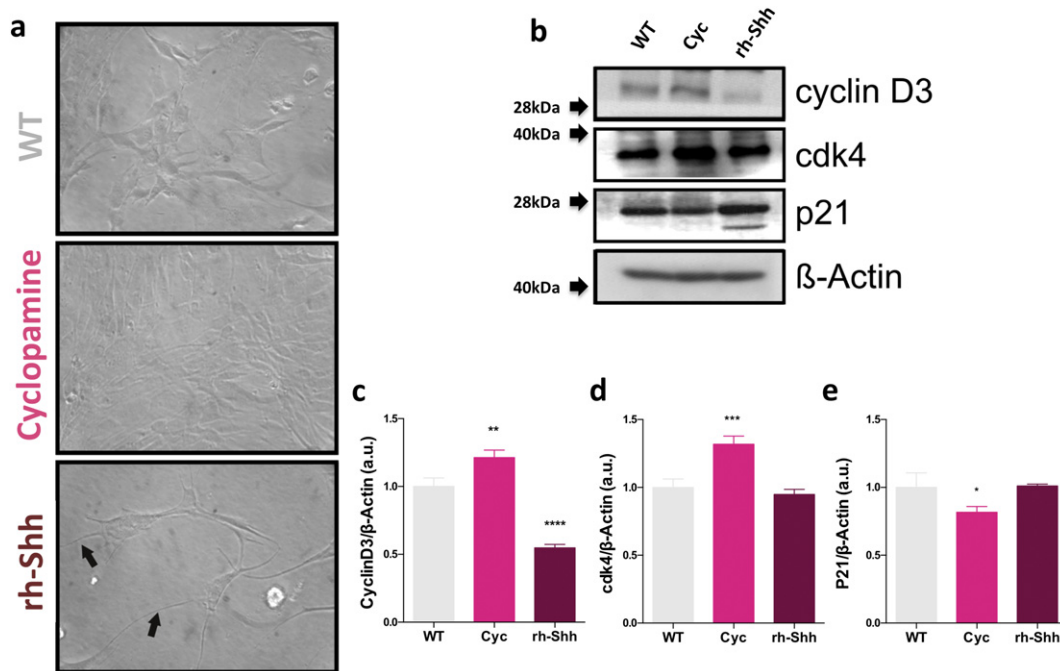 a
WT
Cyclopamine
rh-Shh
b
WT Cyc rh-Shh
28kDa cyclin D3
40kDa cdk4
28kDa p21
40kDa ß-Actin
c
CyclinD3/β-Actin (a.u.)
1.5
1.0
0.5
0.0
**
****
WT Cyc rh-Shh
d
cdk4/β-Actin (a.u.)
1.5
1.0
0.5
0.0
***
WT Cyc rh-Shh
e
P21/β-Actin (a.u.)
1.5
1.0
0.5
0.0
*
WT Cyc rh-Shh